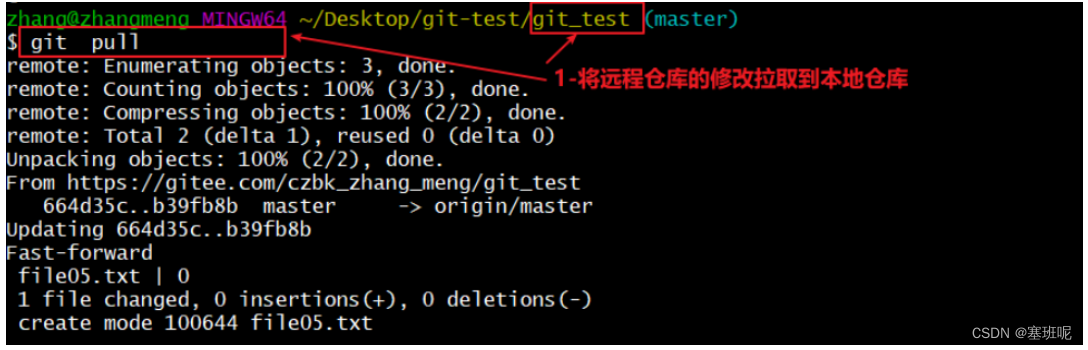 zhang@zhangmeng MINGW64 ~/Desktop/git-test/git_test (master)
$ git  pull
remote: Enumerating objects: 3, done.
1-将远程仓库的修改拉取到本地仓库
remote: Counting objects: 100% (3/3), done.
remote: Compressing objects: 100% (2/2), done.
remote: Total 2 (delta 1), reused 0 (delta 0)
Unpacking objects: 100% (2/2), done.
From https://gitee.com/czbk_zhang_meng/git_test
   664d35c..b39fb8b  master     -> origin/master
Updating 664d35c..b39fb8b
Fast-forward
 file05.txt | 0
 1 file changed, 0 insertions(+), 0 deletions(-)
 create mode 100644 file05.txt
CSDN @塞班呢